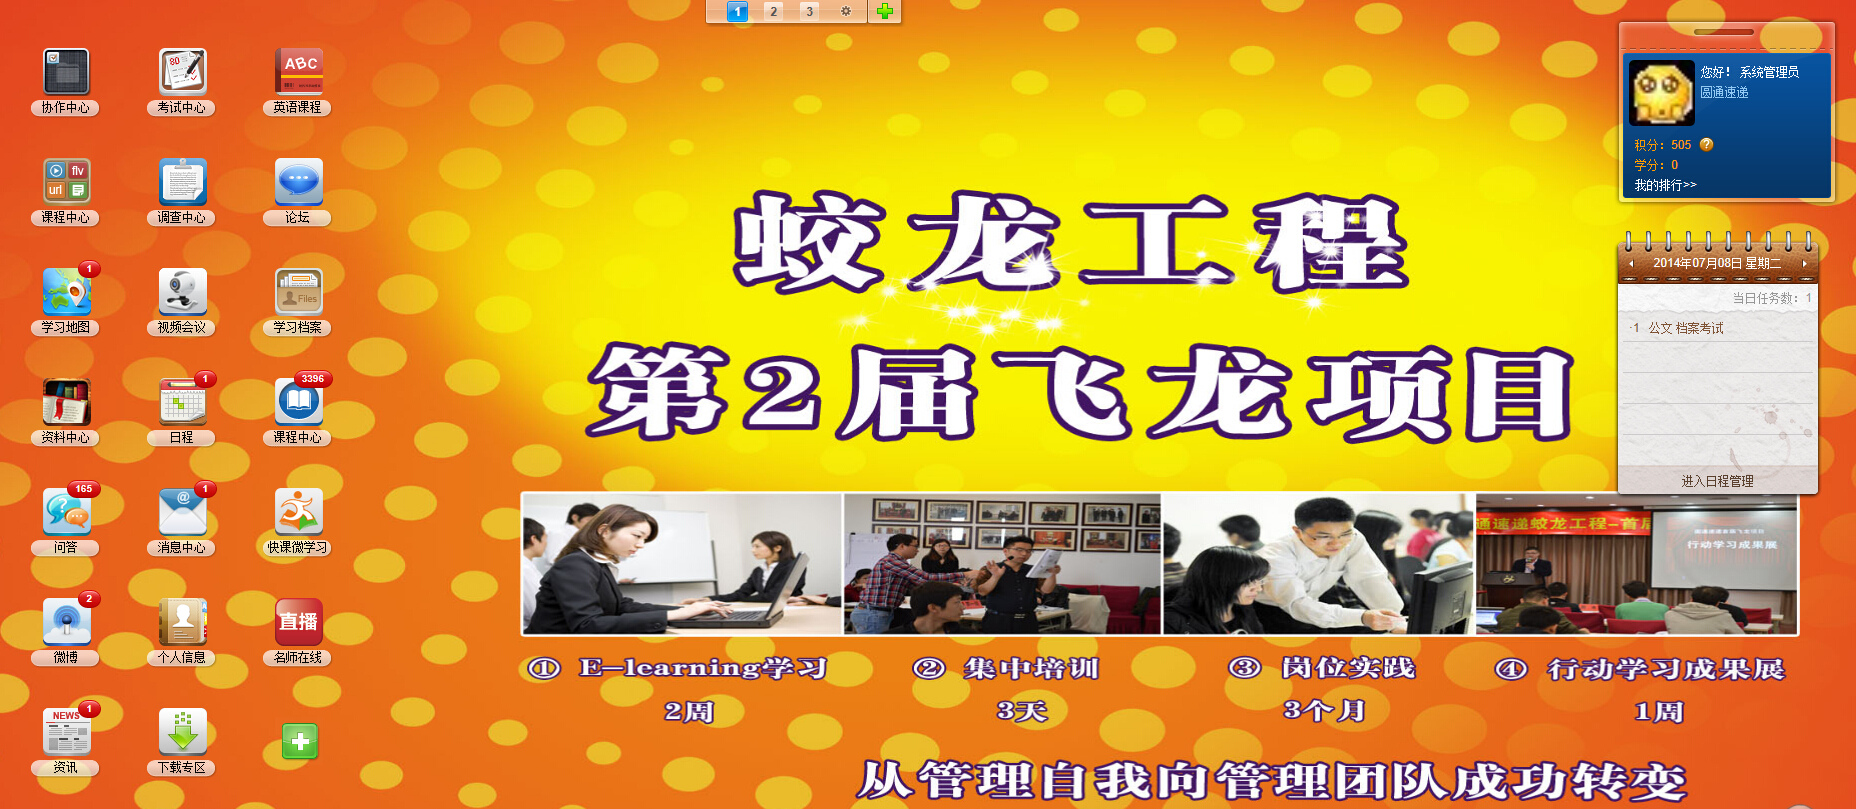 1 2 3
协作中心
考试中心
ABC
英语课程
flv
url
课程中心
调查中心
论坛
1
学习地图
视频会议
Files
学习档案
资料中心
1
日程
3396
课程中心
165
问答
1
消息中心
快课微学习
2
微博
个人信息
直播
名师在线
NEWS
1
资讯
下载专区
蛟龙工程
第2届飞龙项目
通速递蛟龙工程-首届
行动学习成果展
① E-learning学习
2周
② 集中培训
3天
③ 岗位实践
3个月
④ 行动学习成果展
1周
从管理自我向管理团队成功转变
您好! 系统管理员
圆通速递
积分: 505 ?
学分: 0
我的排行>>
2014年07月08日 星期二
当日任务数: 1
·1 公文 档案考试
进入日程管理